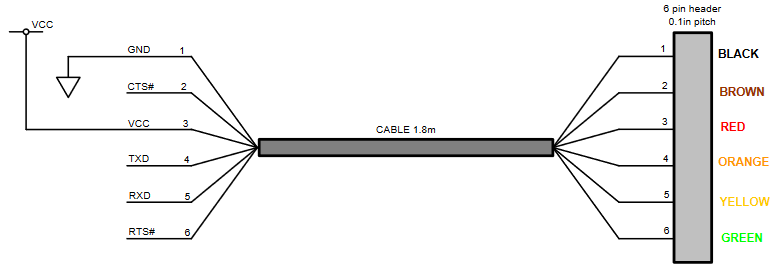 6 pin header
0.1in pitch
VCC
GND 1
1 BLACK
CTS# 2
2 BROWN
VCC 3
CABLE 1.8m
3 RED
TXD 4
4 ORANGE
RXD 5
5 YELLOW
RTS# 6
6 GREEN